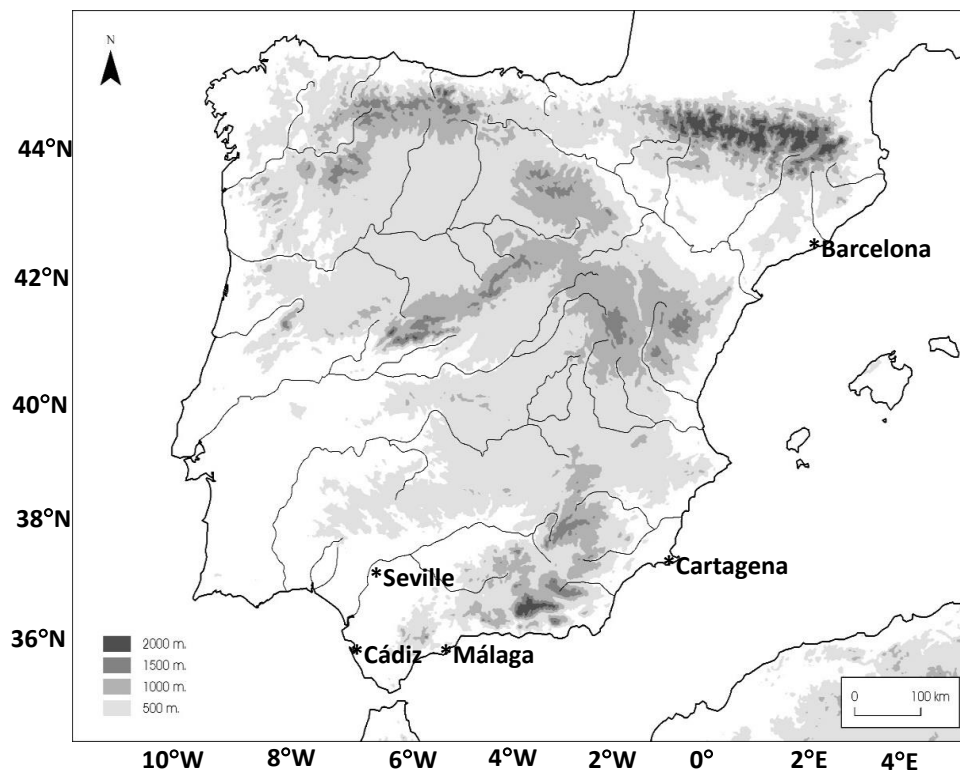 N
44°N
42°N
40°N
38°N
36°N
*Barcelona
*Cartagena
*Seville
*Cádiz
*Málaga
2000 m.
1500 m.
1000 m.
500 m.
0 100 km
10°W 8°W 6°W 4°W 2°W 0° 2°E 4°E